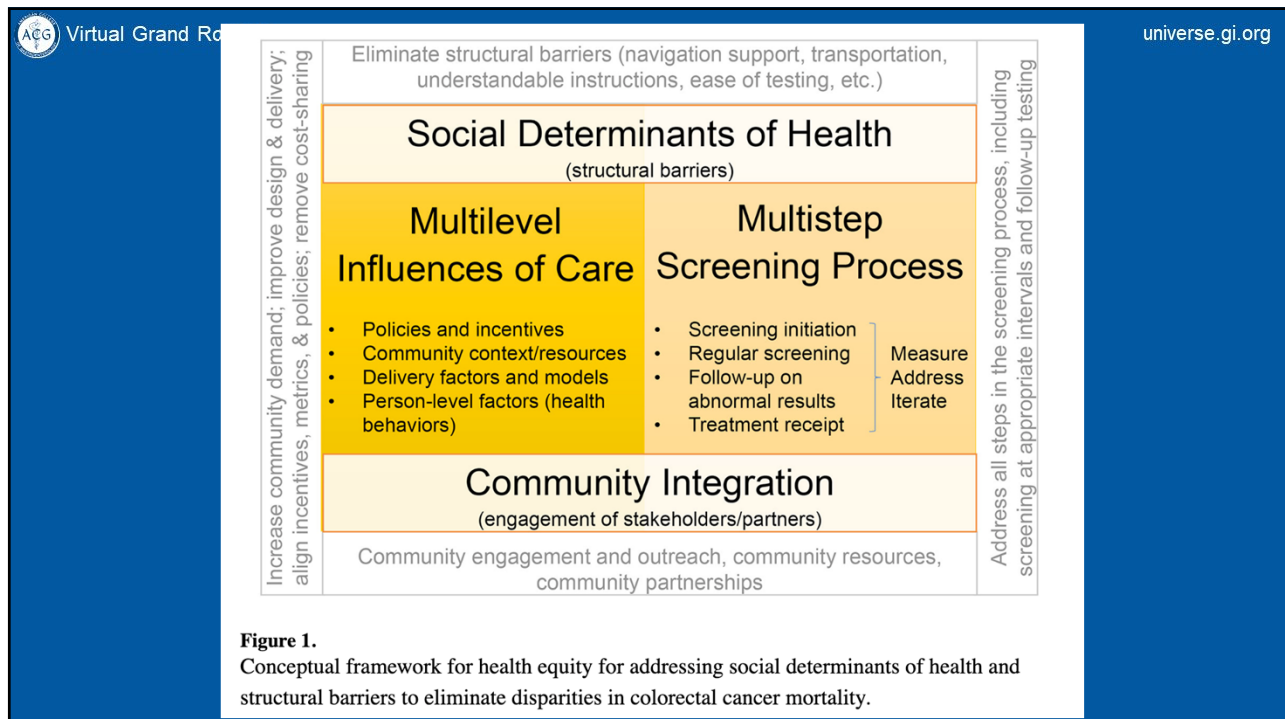 ACG
Virtual Grand Ro
universe.gi.org
Eliminate structural barriers (navigation support, transportation,
understandable instructions, ease of testing, etc.)
Increase community demand; improve design & delivery;
align incentives, metrics, & policies; remove cost-sharing
Social Determinants of Health
(structural barriers)
Multilevel
Influences of Care
• Policies and incentives
• Community context/resources
• Delivery factors and models
• Person-level factors (health
behaviors)
Multistep
Screening Process
• Screening initiation
• Regular screening
• Follow-up on
abnormal results
• Treatment receipt
Measure
Address
Iterate
Address all steps in the screening process, including
screening at appropriate intervals and follow-up testing
Community Integration
(engagement of stakeholders/partners)
Community engagement and outreach, community resources,
community partnerships
Figure 1.
Conceptual framework for health equity for addressing social determinants of health and
structural barriers to eliminate disparities in colorectal cancer mortality.